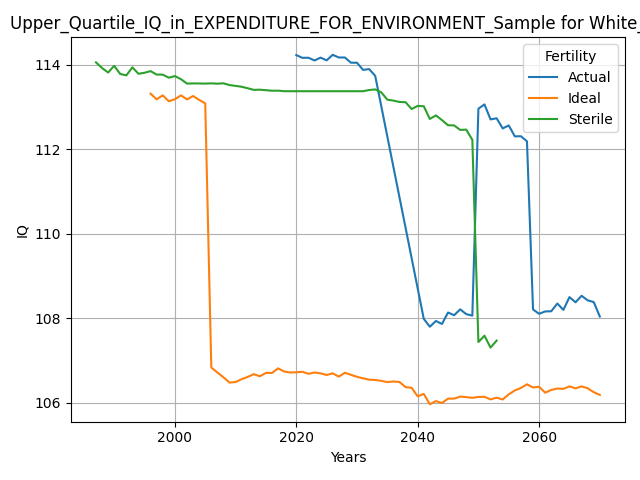 Upper_Quartile_IQ_in_EXPENDITURE_FOR_ENVIRONMENT_Sample for White_
Fertility
Actual
Ideal
Sterile
IQ
114
112
110
108
106
2000
2020
2040
2060
Years